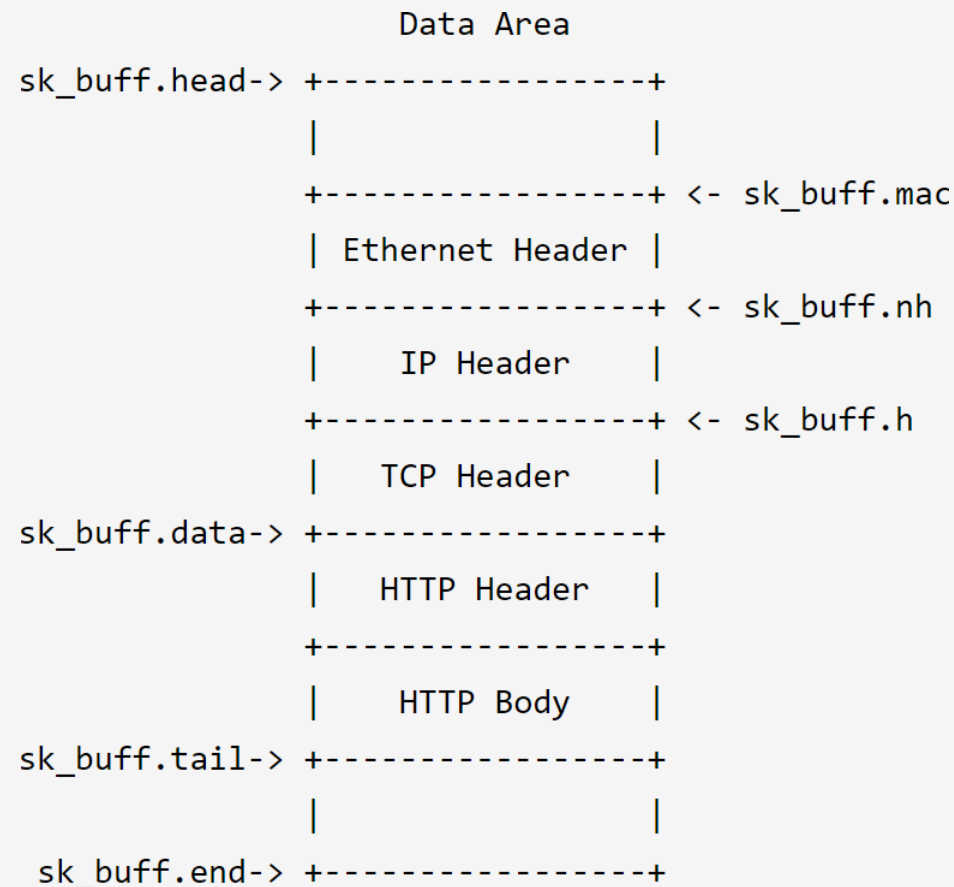 Data Area
sk_buff.head-> +-----------------+
               |                 |
               +-----------------+ <- sk_buff.mac
               | Ethernet Header |
               +-----------------+ <- sk_buff.nh
               |    IP Header    |
               +-----------------+ <- sk_buff.h
               |   TCP Header    |
sk_buff.data-> +-----------------+
               |   HTTP Header   |
               +-----------------+
               |    HTTP Body    |
sk_buff.tail-> +-----------------+
               |                 |
 sk_buff.end-> +-----------------+